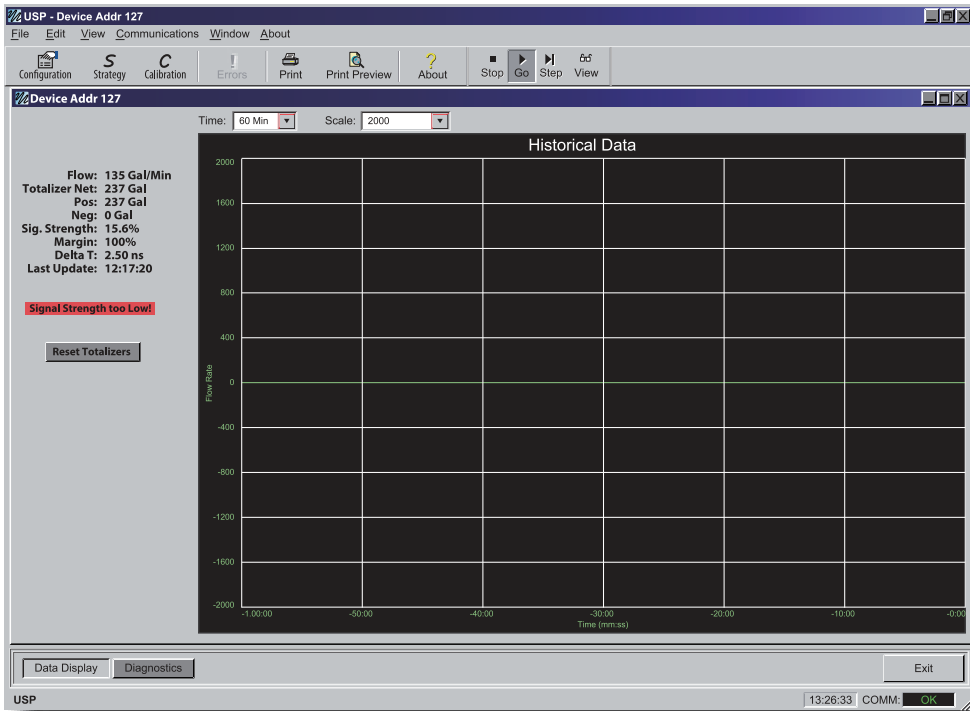 USP - Device Addr 127
File Edit View Communications Window About
Configuration Strategy Calibration Errors Print Print Preview About Stop Go Step View
Device Addr 127
Time: 60 Min Scale: 2000
Historical Data
Flow: 135 Gal/Min
Totalizer Net: 237 Gal
Pos: 237 Gal
Neg: 0 Gal
Sig. Strength: 15.6%
Margin: 100%
Delta T: 2.50 ns
Last Update: 12:17:20
Signal Strength too Low!
Reset Totalizers
2000
1600
1200
800
400
0
-400
-800
-1200
-1600
-2000
Flow Rate
-1.00:00 -50:00 -40:00 -30:00 -20:00 -10:00 -0:00
Time (mm:ss)
Data Display Diagnostics Exit
USP 13:26:33 COMM: OK